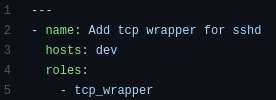 1 ---
2 - name: Add tcp wrapper for sshd
3   hosts: dev
4   roles:
5     - tcp_wrapper